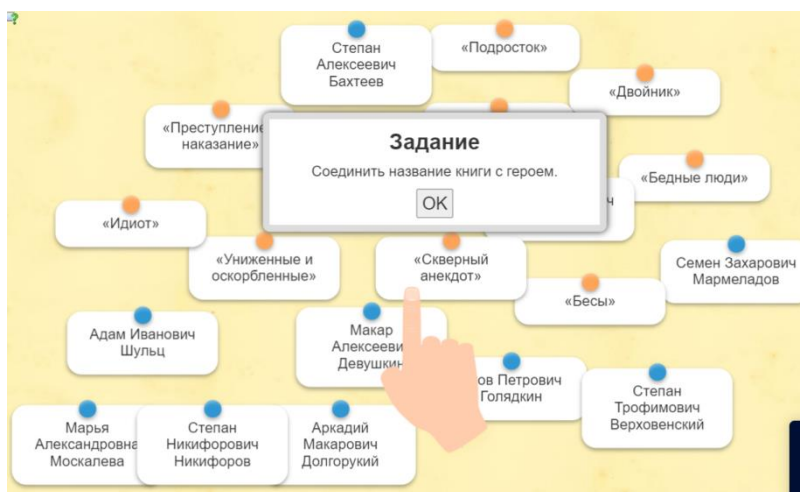 Степан
Алексеевич
Бахтеев
«Подросток»
«Двойник»
«Преступление
наказание»
Задание
Соединить название книги с героем.
OK
«Бедные люди»
«Идиот»
«Униженные и
оскорбленные»
«Скверный
анекдот»
Семен Захарович
Мармеладов
«Бесы»
Адам Иванович
Шульц
Макар
Алексееви
Девушкин
ов Петрович
Голядкин
Степан
Трофимович
Верховенский
Марья
Александровна
Москалева
Степан
Никифорович
Никифоров
Аркадий
Макарович
Долгорукий